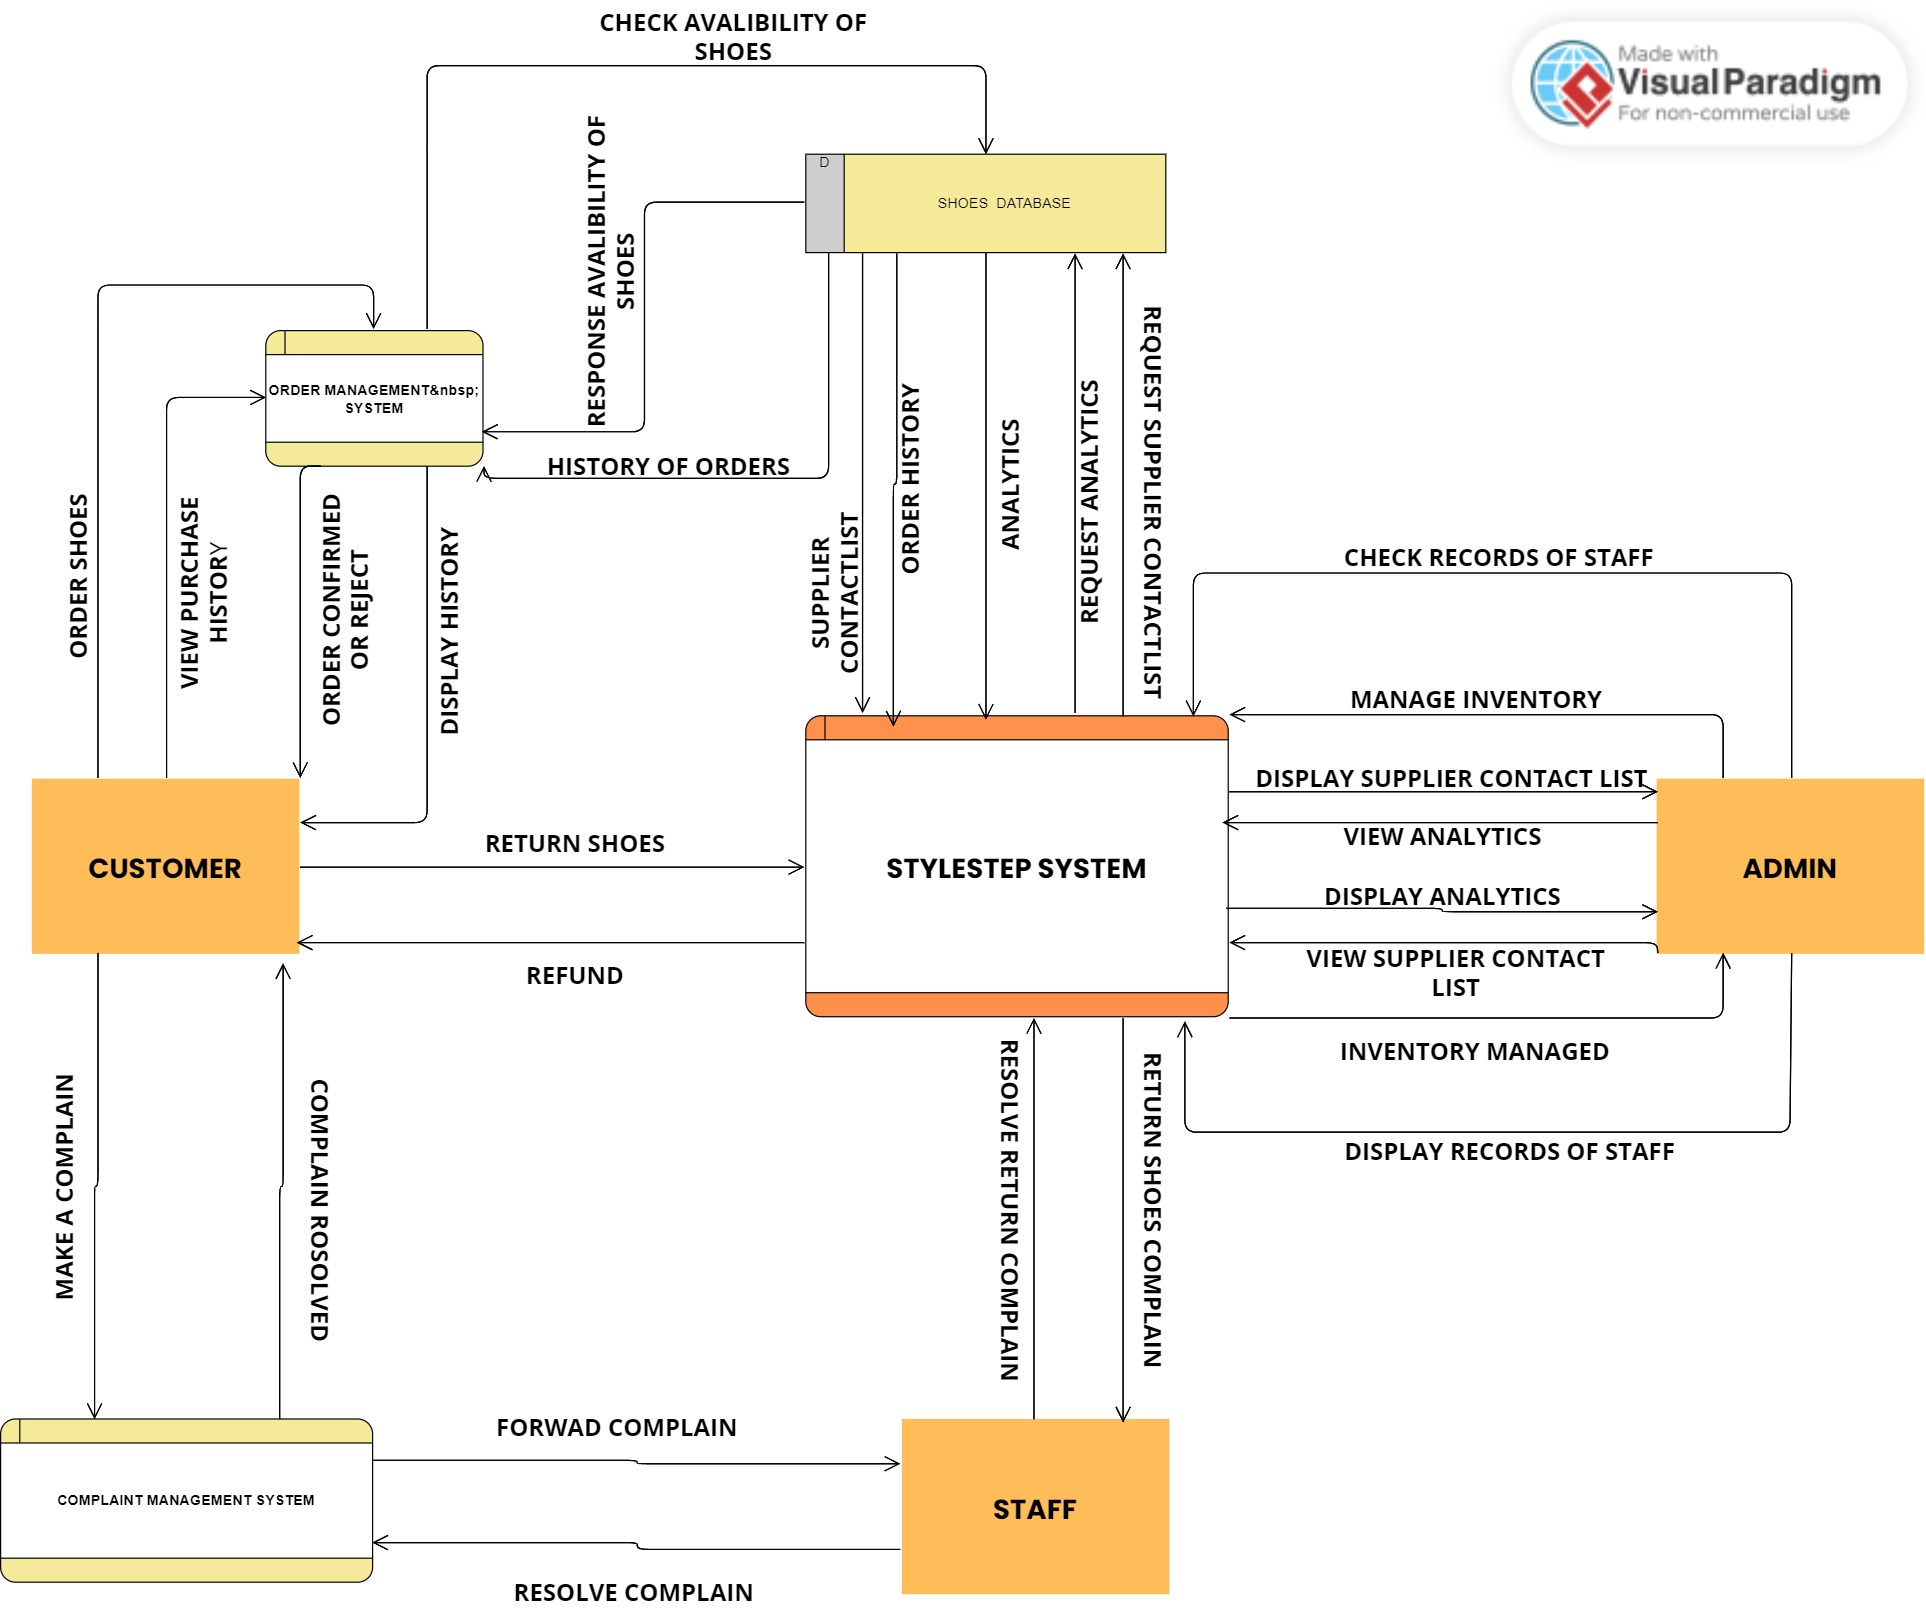 CHECK AVALIBILITY OF
SHOES
Made with
Visual Paradigm
For non-commercial use
D
SHOES DATABASE
RESPONSE AVALIBILITY OF
SHOES
ORDER MANAGEMENT&nbsp;
SYSTEM
HISTORY OF ORDERS
ORDER SHOES
VIEW PURCHASE
HISTORY
ORDER CONFIRMED
OR REJECT
DISPLAY HISTORY
SUPPLIER
CONTACTLIST
ORDER HISTORY
ANALYTICS
REQUEST ANALYTICS
REQUEST SUPPLIER CONTACTLIST
CHECK RECORDS OF STAFF
MANAGE INVENTORY
DISPLAY SUPPLIER CONTACT LIST
VIEW ANALYTICS
CUSTOMER
RETURN SHOES
STYLESTEP SYSTEM
ADMIN
DISPLAY ANALYTICS
REFUND
VIEW SUPPLIER CONTACT
LIST
INVENTORY MANAGED
DISPLAY RECORDS OF STAFF
MAKE A COMPLAIN
COMPLAIN ROSOLVED
RESOLVE RETURN COMPLAIN
RETURN SHOES COMPLAIN
FORWAD COMPLAIN
COMPLAINT MANAGEMENT SYSTEM
STAFF
RESOLVE COMPLAIN